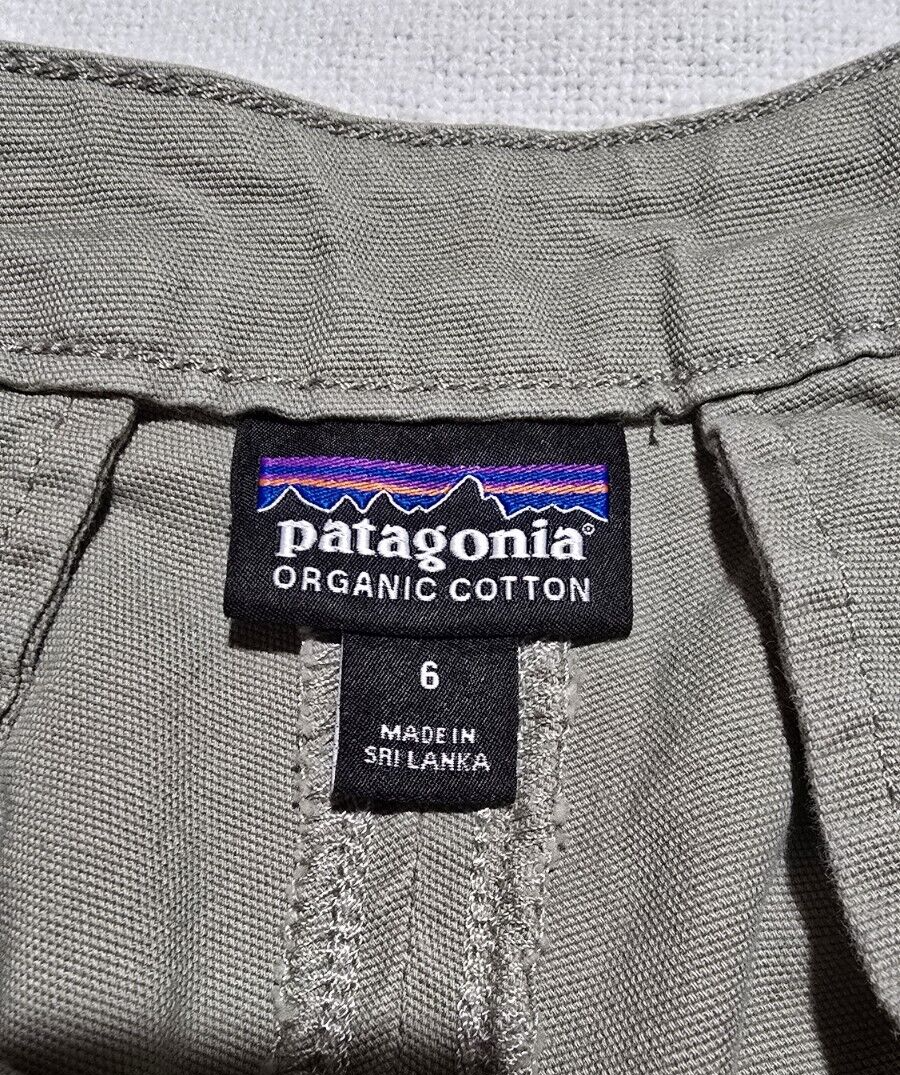 patagonia®
ORGANIC COTTON
6
MADE IN
SRI LANKA